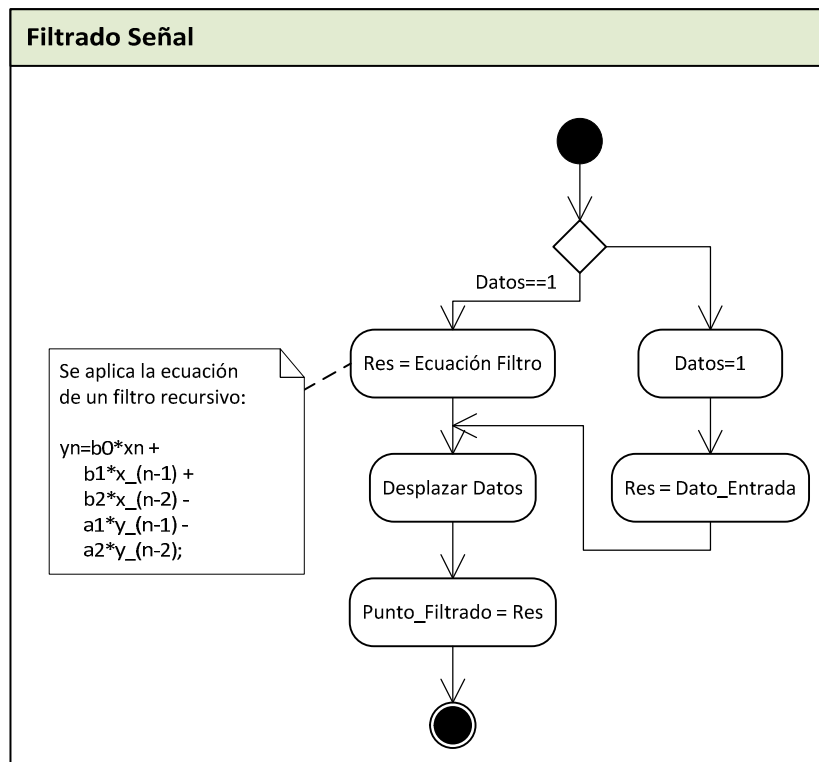 Filtrado Señal
Datos==1
Res = Ecuación Filtro
Datos=1
Se aplica la ecuación
de un filtro recursivo:
yn=b0*xn +
b1*x_(n-1) +
b2*x_(n-2) -
a1*y_(n-1) -
a2*y_(n-2);
Desplazar Datos
Res = Dato_Entrada
Punto_Filtrado = Res